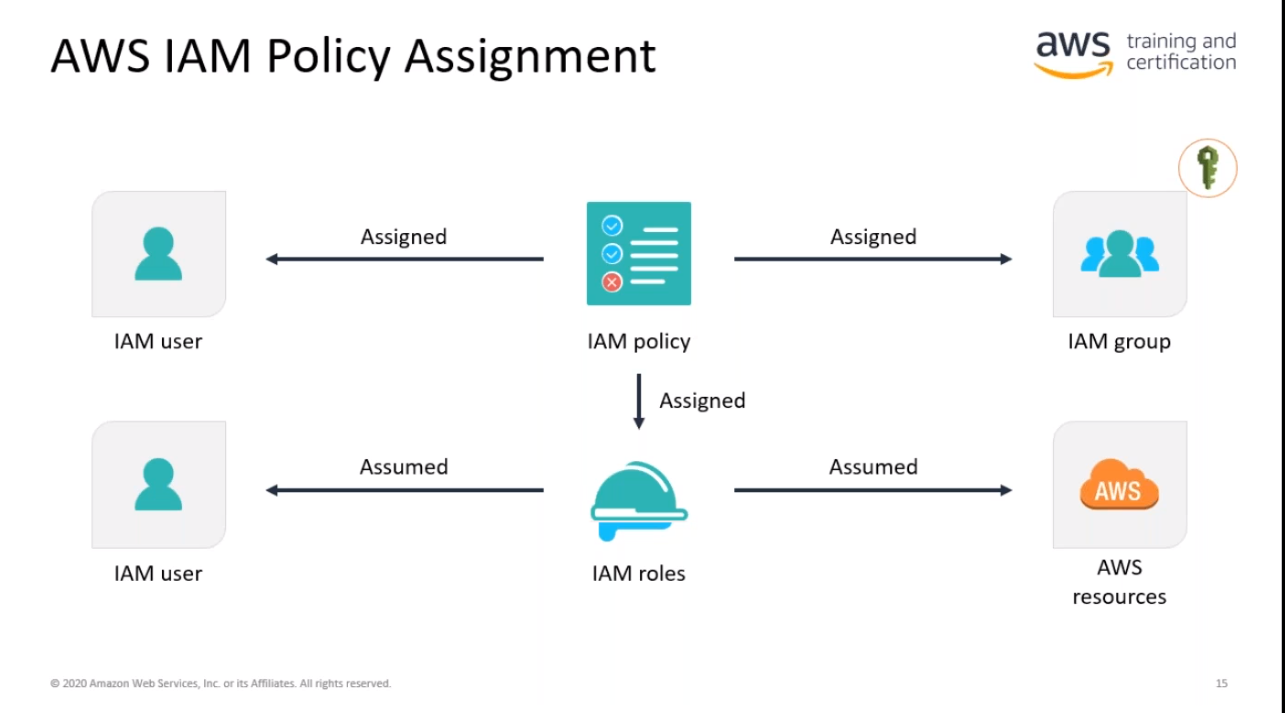 AWS IAM Policy Assignment
aws training and
certification
Assigned
Assigned
IAM user
IAM policy
IAM group
Assigned
Assumed
Assumed
AWS
IAM user
IAM roles
AWS
resources
© 2020 Amazon Web Services, Inc. or its Affiliates. All rights reserved.
15